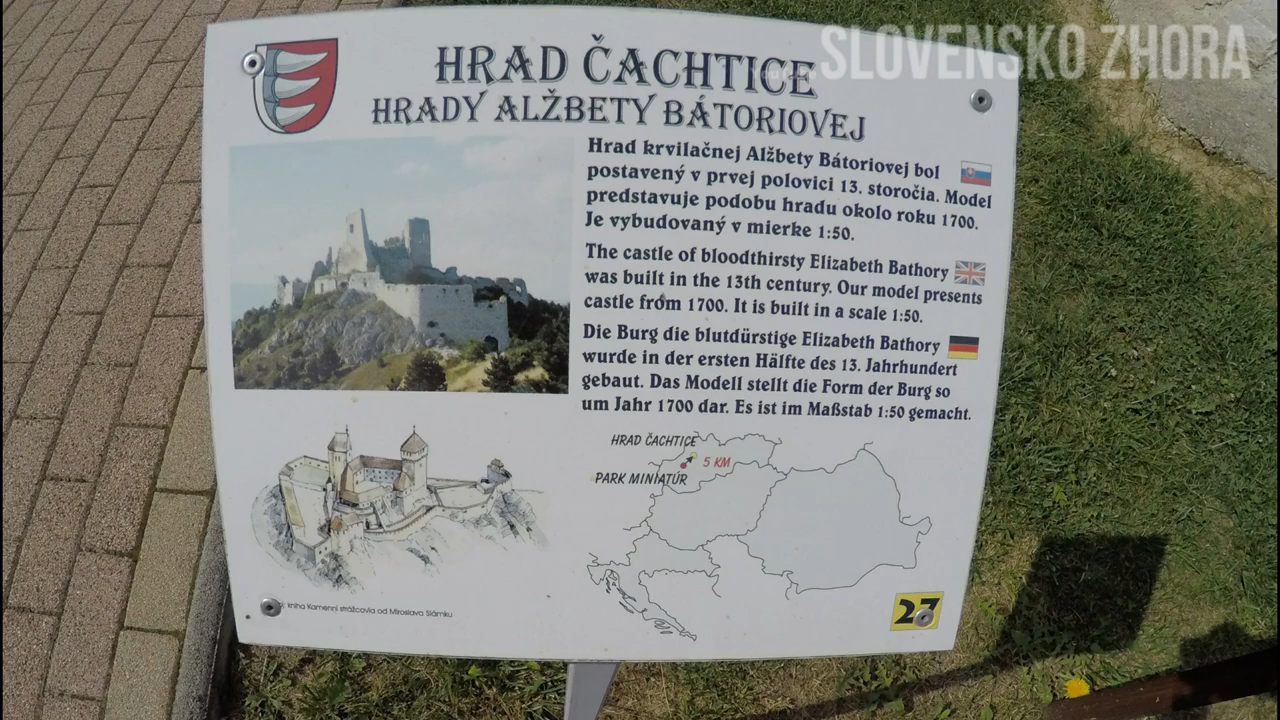 SLOVENSKO ZHORA
HRAD ČACHTICE
HRADY ALŽBETY BÁTORIOVEJ
Hrad krvilačnej Alžbety Bátoriovej bol
postavený v prvej polovici 13. storočia. Model
predstavuje podobu hradu okolo roku 1700.
Je vybudovaný v mierke 1:50.
The castle of bloodthirsty Elizabeth Bathory
was built in the 13th century. Our model presents
castle from 1700. It is built in a scale 1:50.
Die Burg die blutdürstige Elizabeth Bathory
wurde in der ersten Hälfte des 13. Jahrhundert
gebaut. Das Modell stellt die Form der Burg so
um Jahr 1700 dar. Es ist im Maßstab 1:50 gemacht.
HRAD ČACHTICE
5 KM
PARK MINIATÚR
kniha Kamenní strážcovia od Miroslava Slámku
27